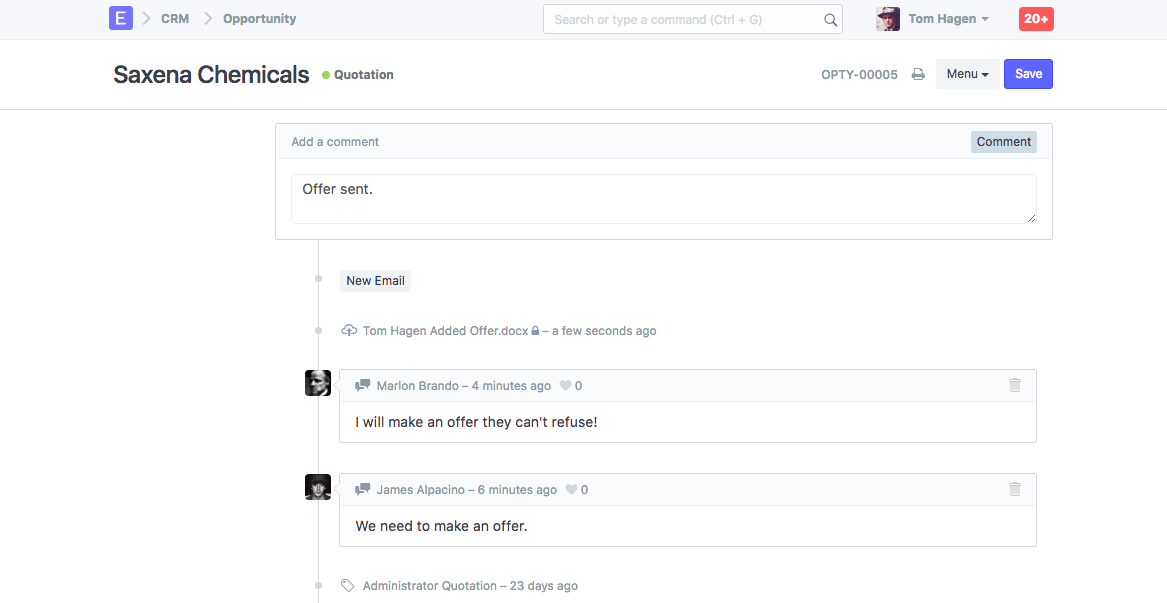 E CRM Opportunity Search or type a command (Ctrl + G) Tom Hagen 20+
Saxena Chemicals Quotation OPTY-00005 Menu Save
Add a comment Comment
Offer sent.
New Email
Tom Hagen Added Offer.docx – a few seconds ago
Marlon Brando – 4 minutes ago 0
I will make an offer they can't refuse!
James Alpacino – 6 minutes ago 0
We need to make an offer.
Administrator Quotation – 23 days ago